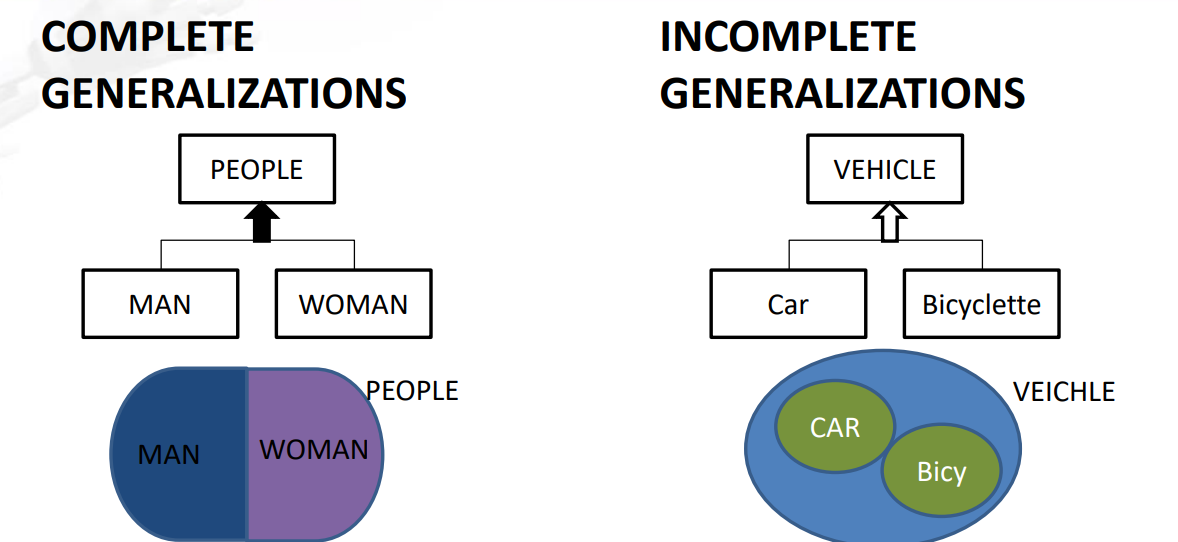 COMPLETE
GENERALIZATIONS
PEOPLE
MAN
WOMAN
PEOPLE
MAN
WOMAN
INCOMPLETE
GENERALIZATIONS
VEHICLE
Car
Bicyclette
VEICHLE
CAR
Bicy